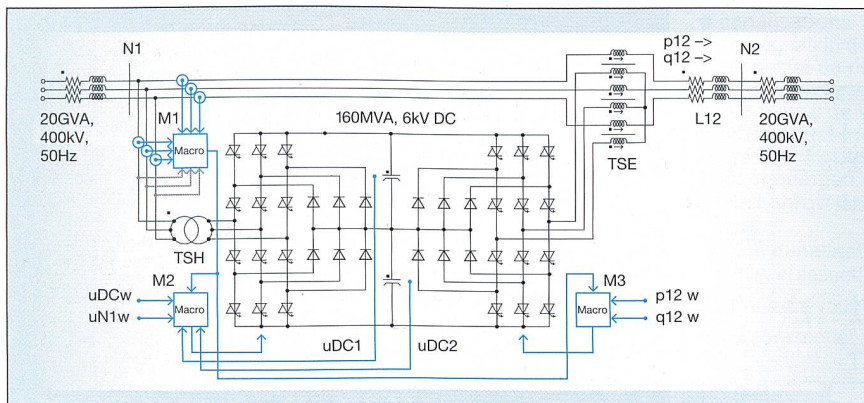 N1
p12 –>
q12 –>
N2
20GVA,
400kV,
50Hz
M1
Macro
160MVA, 6kV DC
TSE
L12
20GVA,
400kV,
50Hz
TSH
M2
uDCw
uN1w
Macro
uDC1
uDC2
M3
Macro
p12 w
q12 w